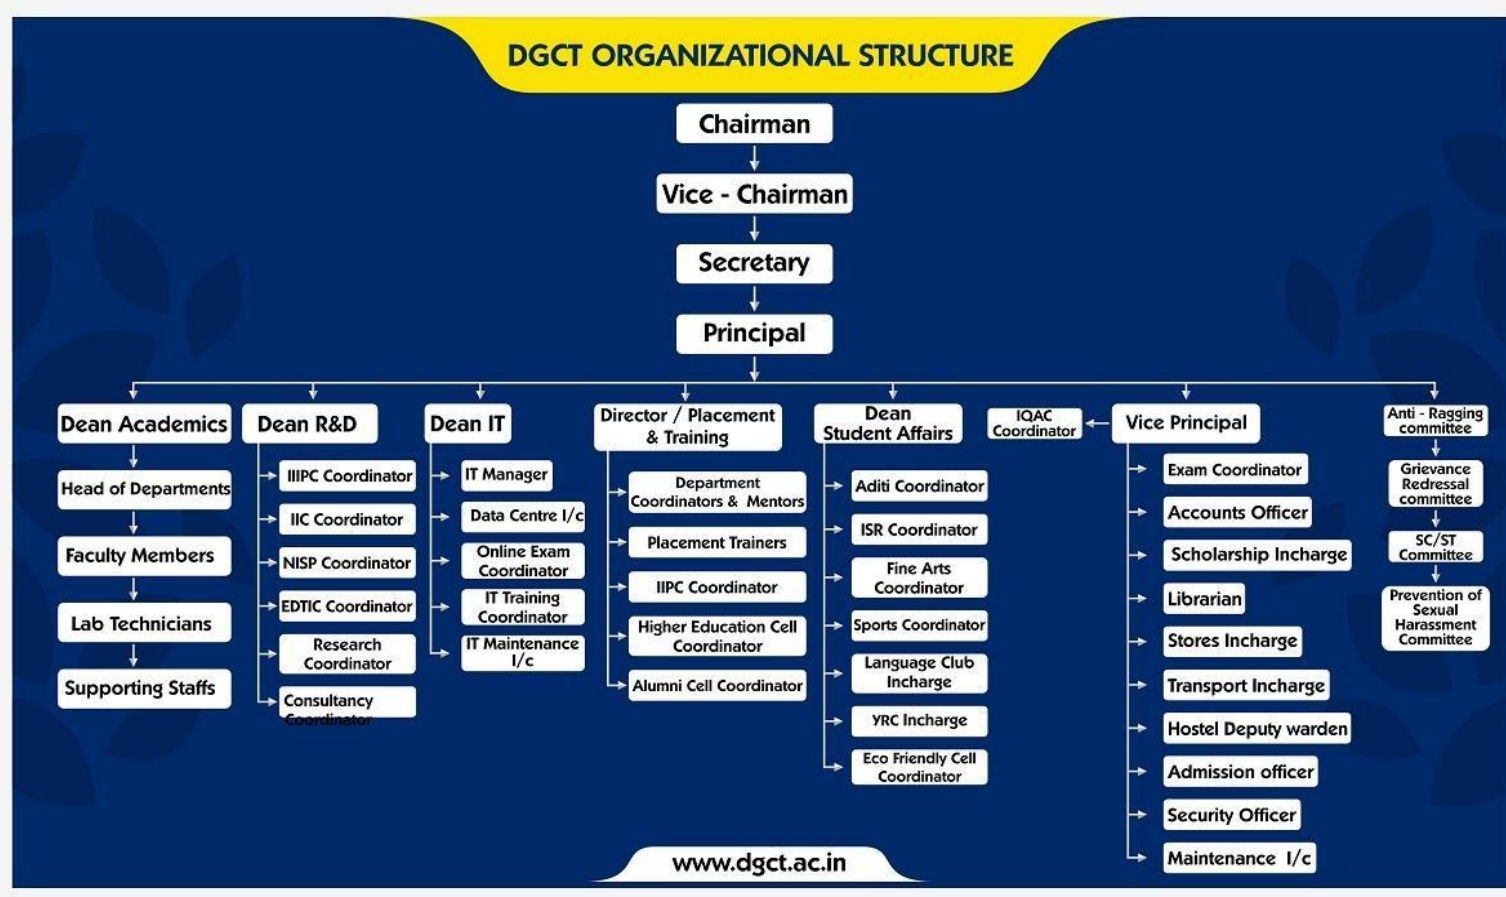 DGCT ORGANIZATIONAL STRUCTURE
Chairman
Vice - Chairman
Secretary
Principal
Dean Academics
Head of Departments
Faculty Members
Lab Technicians
Supporting Staffs
Dean R&D
IIIPC Coordinator
IIC Coordinator
NISP Coordinator
EDTIC Coordinator
Research
Coordinator
Consultancy
Coordinator
Dean IT
IT Manager
Data Centre I/c
Online Exam
Coordinator
IT Training
Coordinator
IT Maintenance
I/c
Director / Placement
& Training
Department
Coordinators & Mentors
Placement Trainers
IIPC Coordinator
Higher Education Cell
Coordinator
Alumni Cell Coordinator
Dean
Student Affairs
Aditi Coordinator
ISR Coordinator
Fine Arts
Coordinator
Sports Coordinator
Language Club
Incharge
YRC Incharge
Eco Friendly Cell
Coordinator
IQAC
Coordinator
Vice Principal
Exam Coordinator
Accounts Officer
Scholarship Incharge
Librarian
Stores Incharge
Transport Incharge
Hostel Deputy warden
Admission officer
Security Officer
Maintenance I/c
Anti - Ragging
committee
Grievance
Redressal
committee
SC/ST
Committee
Prevention of
Sexual
Harassment
Committee
www.dgct.ac.in